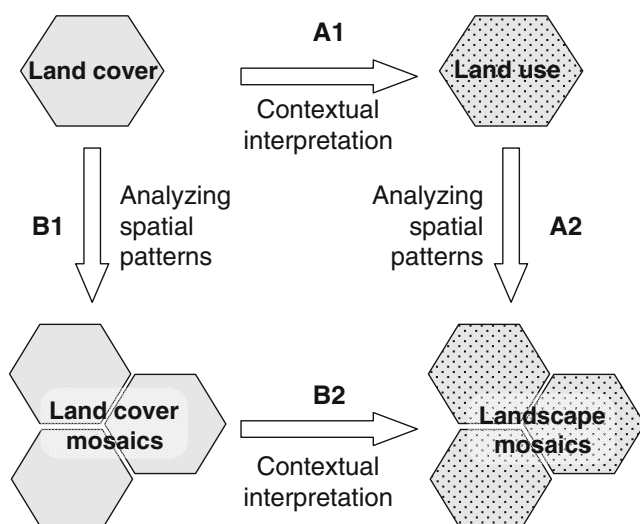 A1
Land cover
Land use
Contextual
interpretation
B1
Analyzing
spatial
patterns
Analyzing
spatial
patterns
A2
Land cover
mosaics
B2
Landscape
mosaics
Contextual
interpretation